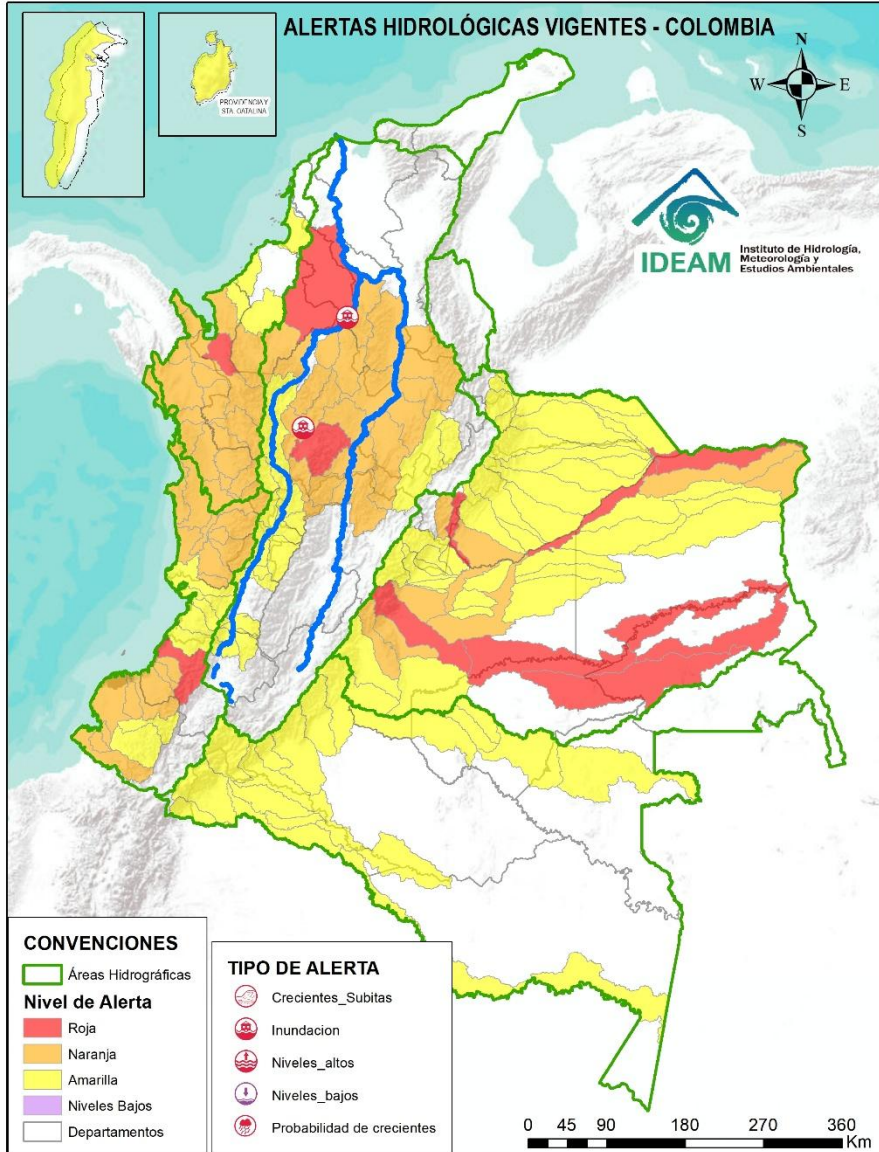 ALERTAS HIDROLÓGICAS VIGENTES - COLOMBIA
PROVIDENCIA Y
STA. CATALINA
N
W
E
S
IDEAM
Instituto de Hidrología,
Meteorología y
Estudios Ambientales
CONVENCIONES
Áreas Hidrográficas
Nivel de Alerta
Roja
Naranja
Amarilla
Niveles Bajos
Departamentos
TIPO DE ALERTA
Crecientes_Subitas
Inundacion
Niveles_altos
Niveles_bajos
Probabilidad de crecientes
0 45 90 180 270 360
Km